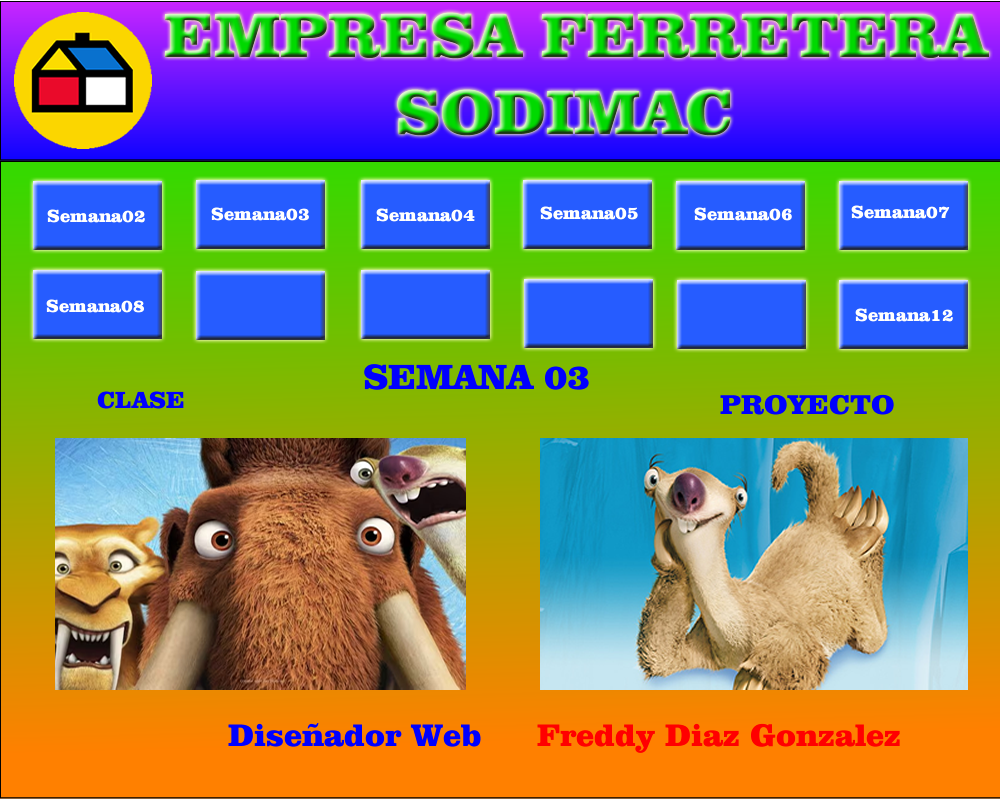 EMPRESA FERRETERA
SODIMAC
Semana02 Semana03 Semana04 Semana05 Semana06 Semana07
Semana08 Semana12
SEMANA 03
CLASE
PROYECTO
Diseñador Web Freddy Diaz Gonzalez